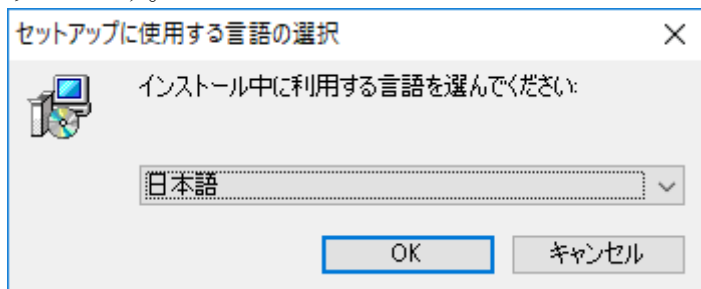 セットアップに使用する言語の選択
インストール中に利用する言語を選んでください:
日本語
OK
キャンセル